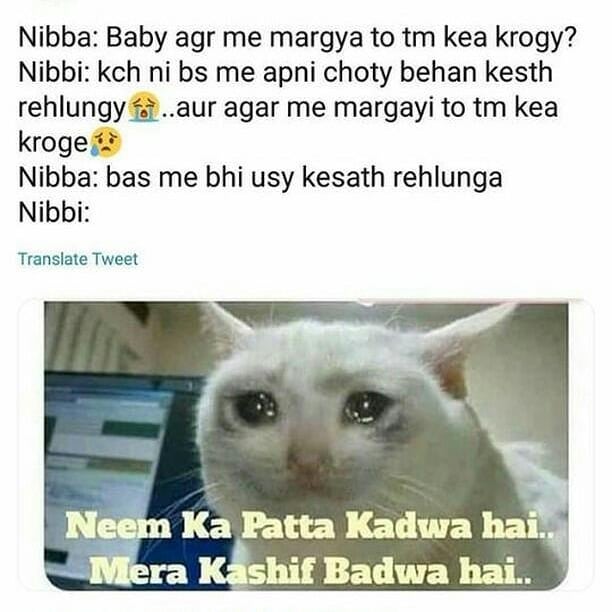 Nibba: Baby agr me margya to tm kea krogy?
Nibbi: kch ni bs me apni choty behan kesth
rehlungy😭..aur agar me margayi to tm kea
kroge😥
Nibba: bas me bhi usy kesath rehlunga
Nibbi:
Translate Tweet
Neem Ka Patta Kadwa hai..
Mera Kashif Badwa hai..